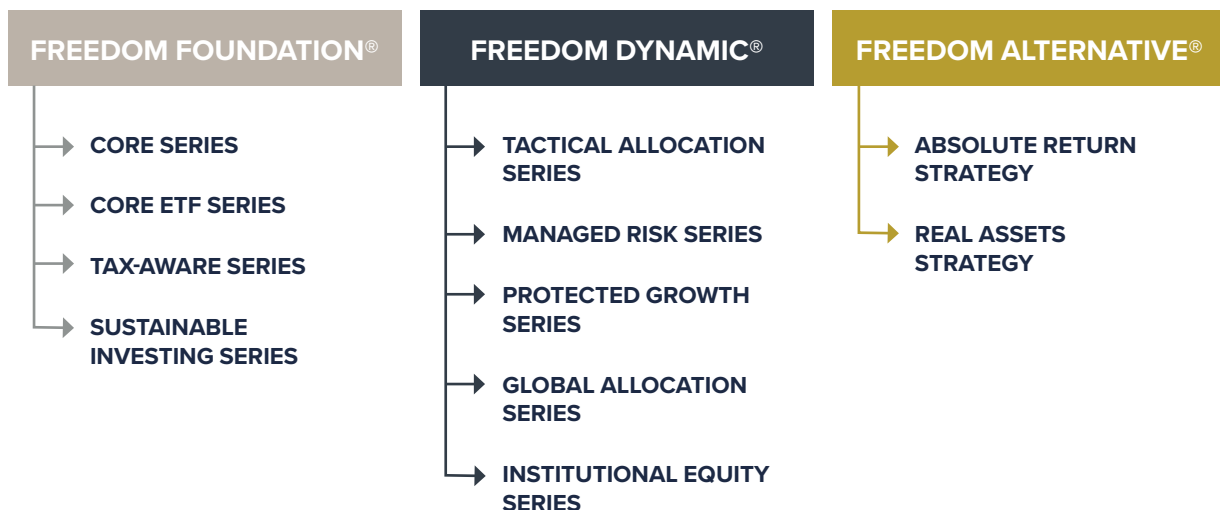 FREEDOM FOUNDATION®
CORE SERIES
CORE ETF SERIES
TAX-AWARE SERIES
SUSTAINABLE
INVESTING SERIES
FREEDOM DYNAMIC®
TACTICAL ALLOCATION
SERIES
MANAGED RISK SERIES
PROTECTED GROWTH
SERIES
GLOBAL ALLOCATION
SERIES
INSTITUTIONAL EQUITY
SERIES
FREEDOM ALTERNATIVE®
ABSOLUTE RETURN
STRATEGY
REAL ASSETS
STRATEGY